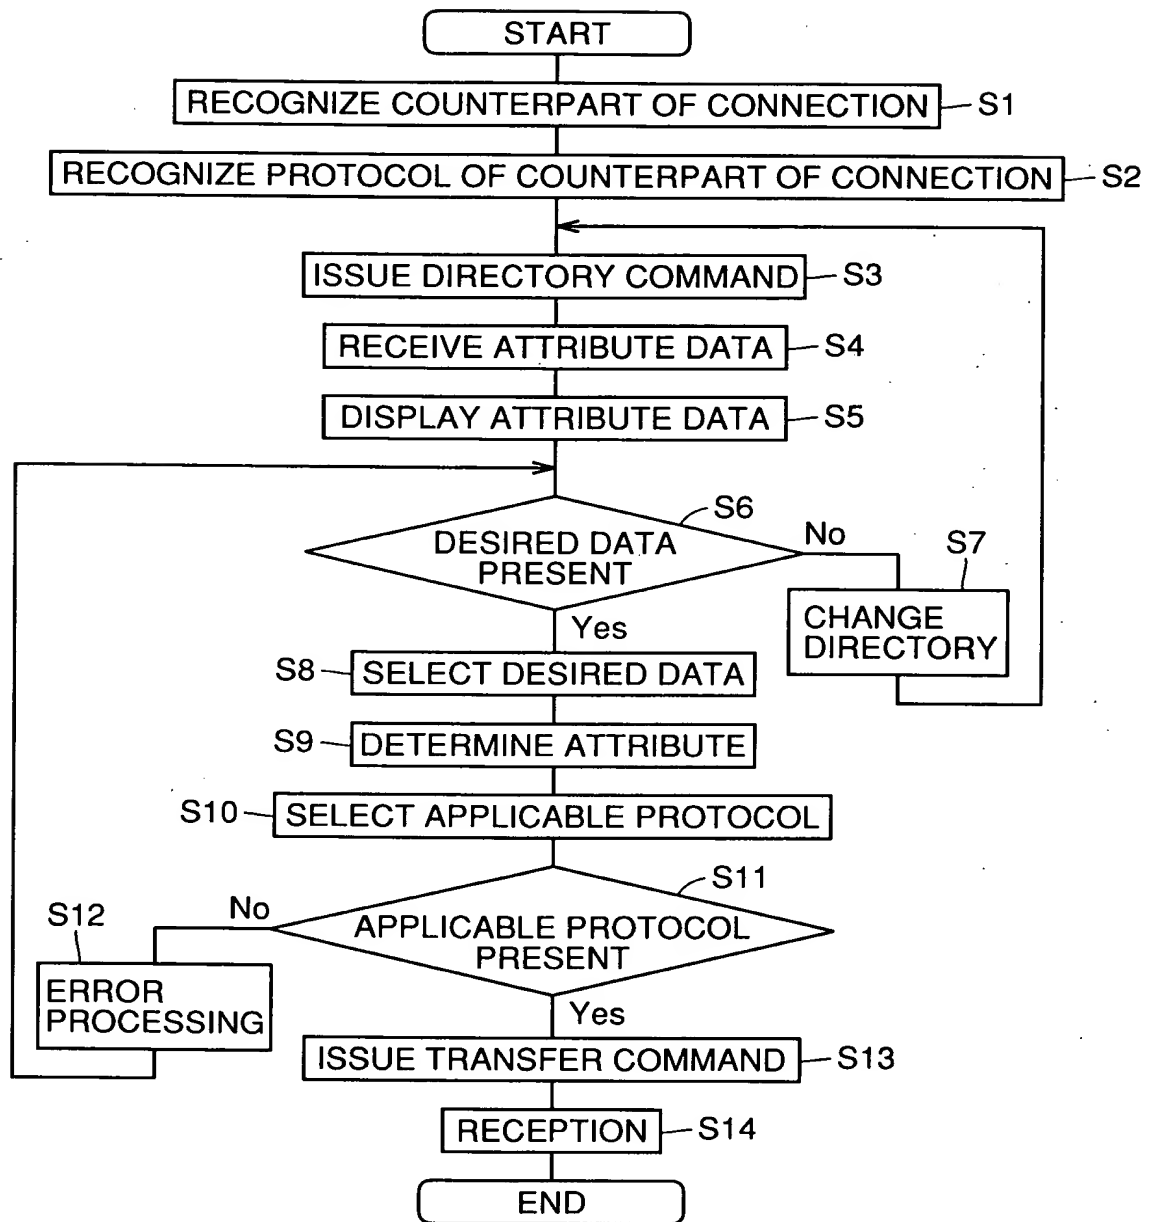 START
RECOGNIZE COUNTERPART OF CONNECTION
S1
RECOGNIZE PROTOCOL OF COUNTERPART OF CONNECTION
S2
ISSUE DIRECTORY COMMAND
S3
RECEIVE ATTRIBUTE DATA
S4
DISPLAY ATTRIBUTE DATA
S5
S6
DESIRED DATA
PRESENT
No
S7
CHANGE
DIRECTORY
Yes
S8
SELECT DESIRED DATA
S9
DETERMINE ATTRIBUTE
S10
SELECT APPLICABLE PROTOCOL
S11
APPLICABLE PROTOCOL
PRESENT
No
S12
ERROR
PROCESSING
Yes
ISSUE TRANSFER COMMAND
S13
RECEPTION
S14
END